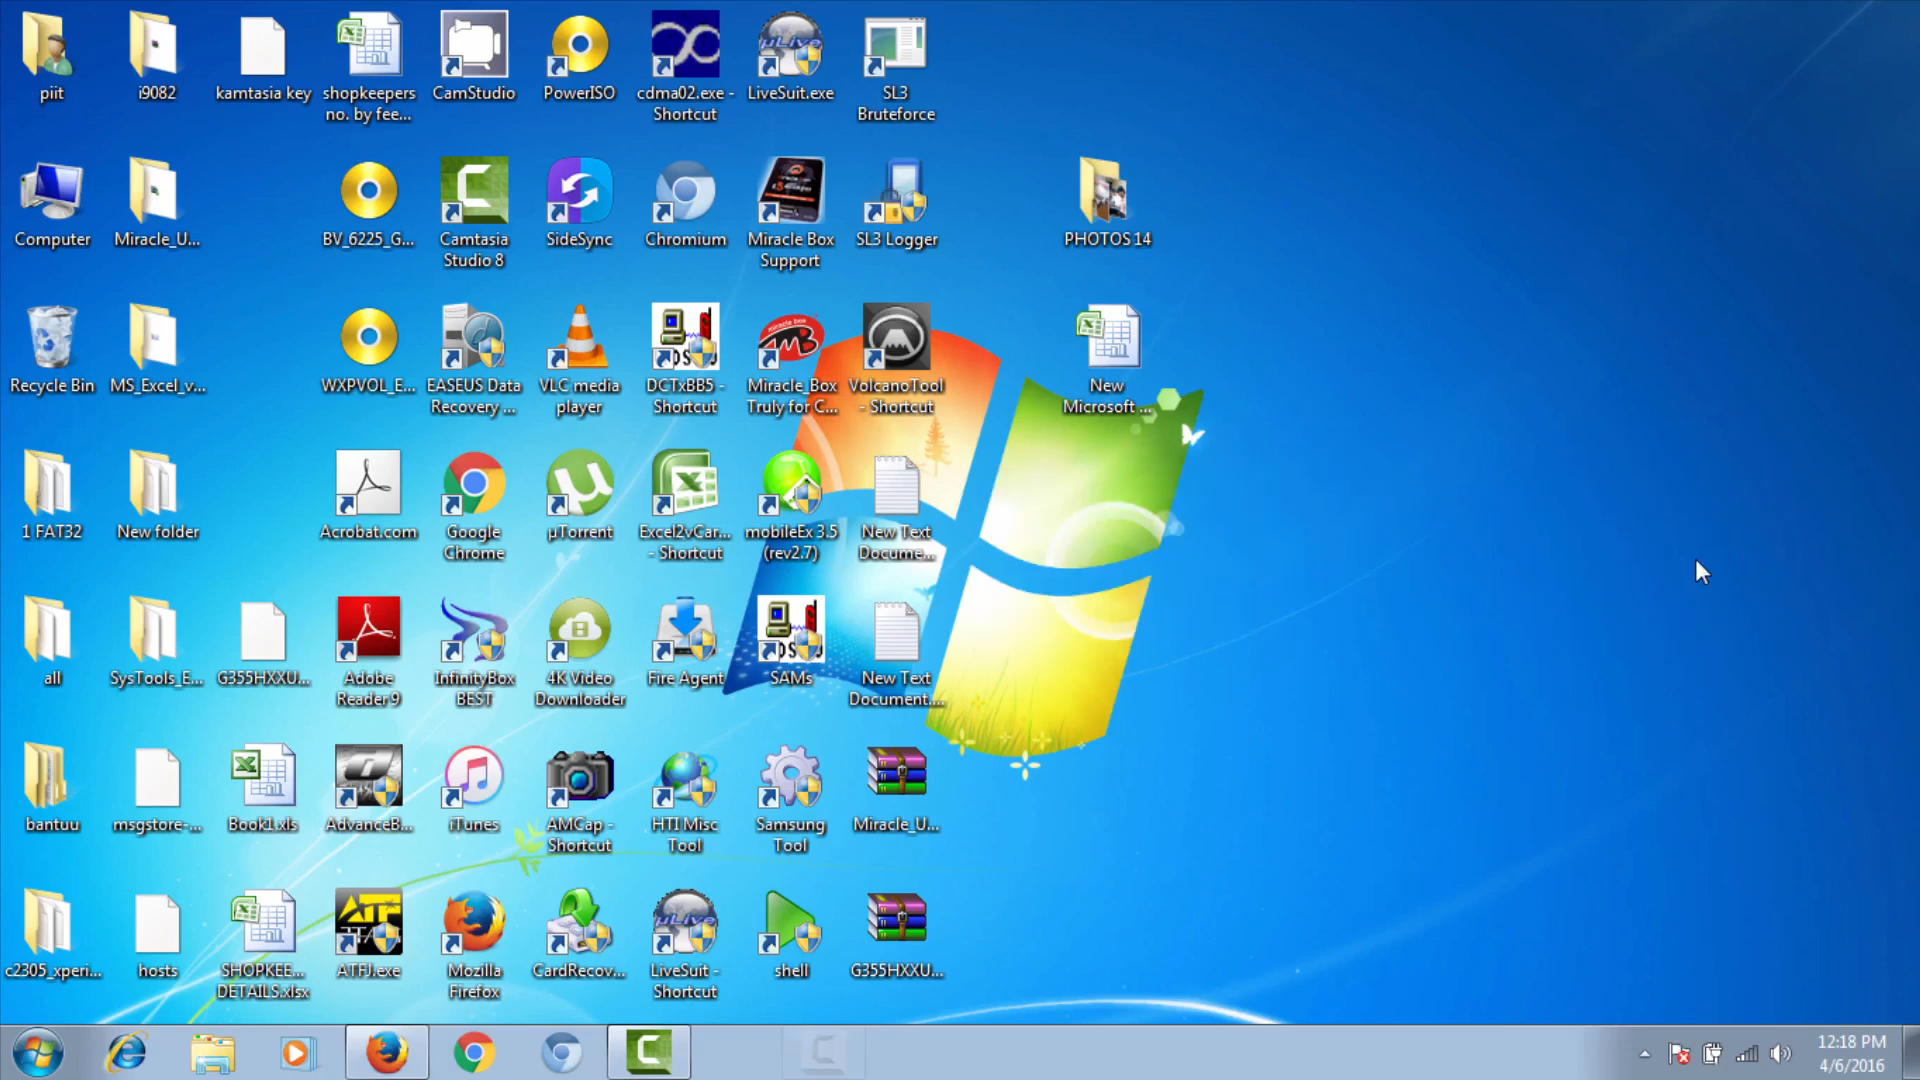 piit
i9082
kamtasia key
shopkeepers
no. by fee...
CamStudio
PowerISO
cdma02.exe -
Shortcut
LiveSuit.exe
SL3
Bruteforce
Computer
Miracle_U...
BV_6225_G...
Camtasia
Studio 8
SideSync
Chromium
Miracle Box
Support
SL3 Logger
PHOTOS 14
Recycle Bin
MS_Excel_v...
WXPVOL_E...
EASEUS Data
Recovery ...
VLC media
player
DCTxBB5 -
Shortcut
Miracle_Box
Truly for C...
VolcanoTool
- Shortcut
New
Microsoft ...
1 FAT32
New folder
Acrobat.com
Google
Chrome
µTorrent
Excel2vCar...
- Shortcut
mobileEx 3.5
(rev2.7)
New Text
Docume...
all
SysTools_E...
G355HXXU...
Adobe
Reader 9
InfinityBox
BEST
4K Video
Downloader
Fire Agent
SAMs
New Text
Document....
bantuu
msgstore-...
Book1.xls
AdvanceB...
iTunes
AMCap -
Shortcut
HTI Misc
Tool
Samsung
Tool
Miracle_U...
c2305_xperi...
hosts
SHOPKEE...
DETAILS.xlsx
ATFJ.exe
Mozilla
Firefox
CardRecov...
LiveSuit -
Shortcut
shell
G355HXXU...
12:18 PM
4/6/2016